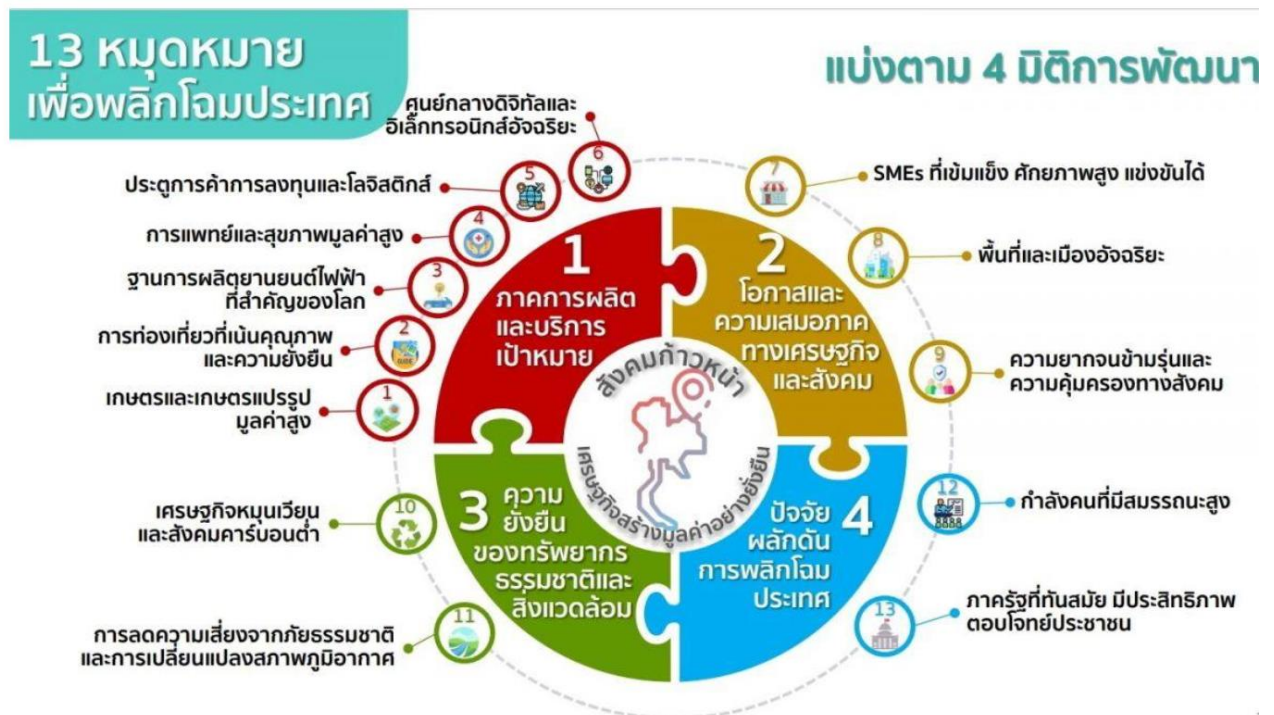 13 หมุดหมาย
เพื่อพลิกโฉมประเทศ
แบ่งตาม 4 มิติการพัฒนา
1
ภาคการผลิต
และบริการ
เป้าหมาย
6
ศูนย์กลางดิจิทัลและ
อิเล็กทรอนิกส์อัจฉริยะ
5
ประตูการค้าการลงทุนและโลจิสติกส์
4
การแพทย์และสุขภาพมูลค่าสูง
3
ฐานการผลิตยานยนต์ไฟฟ้า
ที่สำคัญของโลก
2
การท่องเที่ยวที่เน้นคุณภาพ
และความยั่งยืน
1
เกษตรและเกษตรแปรรูป
มูลค่าสูง
2
โอกาสและ
ความเสมอภาค
ทางเศรษฐกิจ
และสังคม
7
SMEs ที่เข้มแข็ง ศักยภาพสูง แข่งขันได้
8
พื้นที่และเมืองอัจฉริยะ
9
ความยากจนข้ามรุ่นและ
ความคุ้มครองทางสังคม
สังคมก้าวหน้า
เศรษฐกิจสร้างมูลค่าอย่างยั่งยืน
3
ความ
ยั่งยืน
ของทรัพยากร
ธรรมชาติและ
สิ่งแวดล้อม
10
เศรษฐกิจหมุนเวียน
และสังคมคาร์บอนต่ำ
11
การลดความเสี่ยงจากภัยธรรมชาติ
และการเปลี่ยนแปลงสภาพภูมิอากาศ
4
ปัจจัย
ผลักดัน
การพลิกโฉม
ประเทศ
12
กำลังคนที่มีสมรรถนะสูง
13
ภาครัฐที่ทันสมัย มีประสิทธิภาพ
ตอบโจทย์ประชาชน